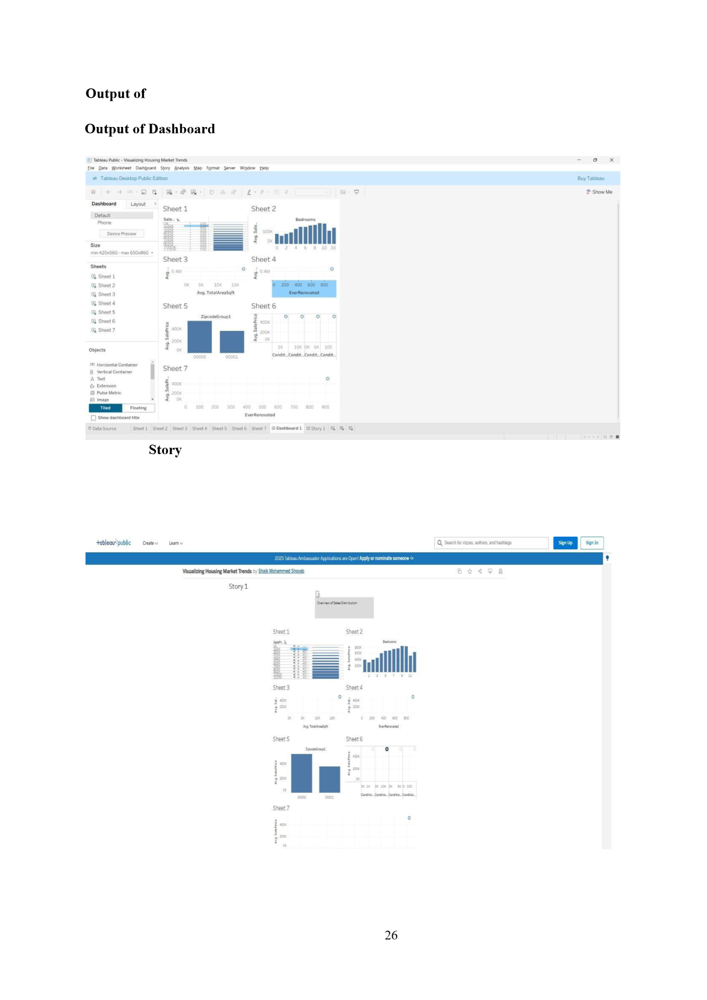 Output of
Output of Dashboard
Tableau Public - Visualizing Housing Market Trends
File Data Worksheet Dashboard Story Analysis Map Format Server Window Help
Tableau Desktop Public Edition Buy Tableau
Show Me
Dashboard Layout
Default
Phone
Device Preview
Size
min 420x560 - max 650x860
Sheets
Sheet 1
Sheet 2
Sheet 3
Sheet 4
Sheet 5
Sheet 6
Sheet 7
Objects
Horizontal Container
Vertical Container
Text
Extension
Pulse Metric
Image
Tiled Floating
Show dashboard title
Sheet 1 Sheet 2
Sale.. Bedrooms
Avg. Sale..
500K
0K
0 2 4 6 8 10 33
Sheet 3 Sheet 4
Avg. .. 0.4M Avg. .. 0.4M
0K 5K 10K 15K 0 200 400 600 800
Avg. TotalAreaSqft EverRenovated
Sheet 5 Sheet 6
ZipcodeGroup1
Avg. SalePrice Avg. SalePrice
400K 400K
200K 200K
0K 0K
00000 00001 1K 10K 0K 5K 100
Condit.. Condit.. Condit.. Condit..
Sheet 7
Avg. SalePr..
400K
200K
0K
0 100 200 300 400 500 600 700 800 900
EverRenovated
Data Source Sheet 1 Sheet 2 Sheet 3 Sheet 4 Sheet 5 Sheet 6 Sheet 7 Dashboard 1 Story 1
Story
tableau public Create Learn Search for vizzes, authors, and hashtags Sign Up Sign In
2025 Tableau Ambassador Applications are Open! Apply or nominate someone ->
Visualizing Housing Market Trends by Shaik Mohammed Shoyab
Story 1
Overview of Sales Distribution
Sheet 1 Sheet 2
SalePr.. Bedrooms
Avg. SalePrice
800K
600K
400K
200K
1 3 5 7 9 11
Sheet 3 Sheet 4
Avg. Sal.. Avg. Sal..
400K 400K
200K 200K
0K 5K 10K 15K 0 200 400 600 800
Avg. TotalAreaSqft EverRenovated
Sheet 5 Sheet 6
ZipcodeGroup1
Avg. SalePrice Avg. SalePrice
400K 400K
200K 200K
0K 0K
00000 00001 0K 1K 0K 10K 0K 5K 0 100
Conditio... Conditio... Conditio... Conditio...
Sheet 7
Avg. SalePrice
400K
200K
0K
26